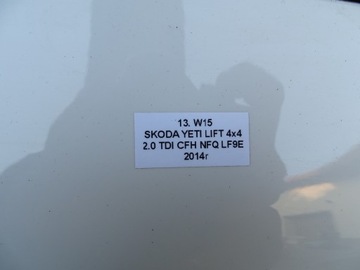 13. W15
SKODA YETI LIFT 4x4
2.0 TDI CFH NFQ LF9E
2014r